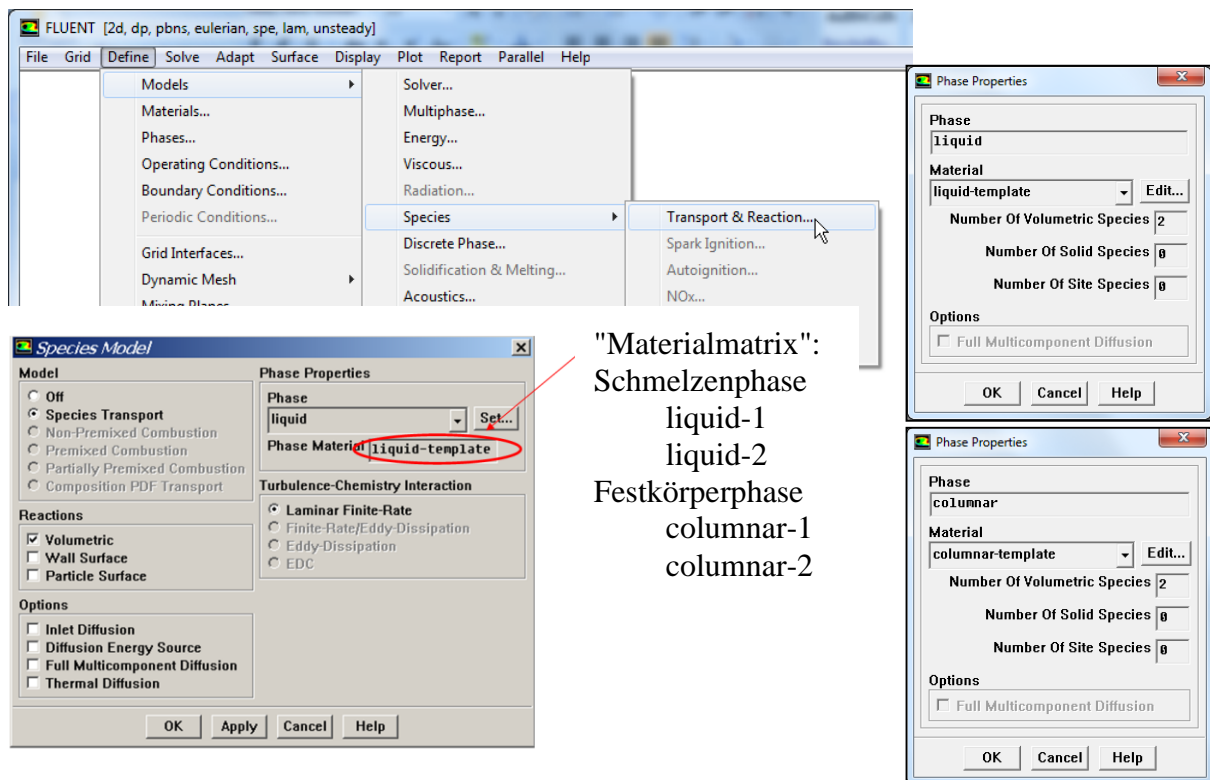 FLUENT [2d, dp, pbns, eulerian, spe, lam, unsteady]
File Grid Define Solve Adapt Surface Display Plot Report Parallel Help
Models
Materials...
Phases...
Operating Conditions...
Boundary Conditions...
Periodic Conditions...
Grid Interfaces...
Dynamic Mesh
Solver...
Multiphase...
Energy...
Viscous...
Radiation...
Species
Discrete Phase...
Solidification & Melting...
Acoustics...
Transport & Reaction...
Spark Ignition...
Autoignition...
NOx...
Phase Properties
Phase
liquid
Material
liquid-template Edit...
Number Of Volumetric Species 2
Number Of Solid Species 0
Number Of Site Species 0
Options
Full Multicomponent Diffusion
OK Cancel Help
Species Model
Model
Off
Species Transport
Non-Premixed Combustion
Premixed Combustion
Partially Premixed Combustion
Composition PDF Transport
Reactions
Volumetric
Wall Surface
Particle Surface
Options
Inlet Diffusion
Diffusion Energy Source
Full Multicomponent Diffusion
Thermal Diffusion
Phase Properties
Phase
liquid Set...
Phase Material liquid-template
Turbulence-Chemistry Interaction
Laminar Finite-Rate
Finite-Rate/Eddy-Dissipation
Eddy-Dissipation
EDC
OK Apply Cancel Help
"Materialmatrix":
Schmelzenphase
liquid-1
liquid-2
Festkörperphase
columnar-1
columnar-2
Phase Properties
Phase
columnar
Material
columnar-template Edit...
Number Of Volumetric Species 2
Number Of Solid Species 0
Number Of Site Species 0
Options
Full Multicomponent Diffusion
OK Cancel Help